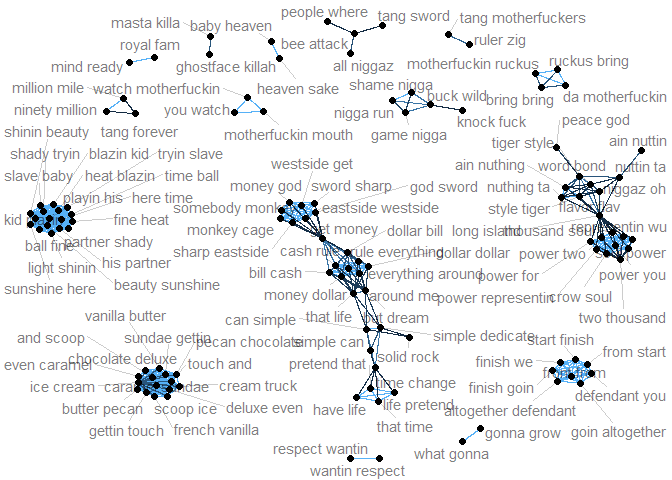 people where
tang sword
masta killa
baby heaven
tang motherfuckers
royal fam
bee attack
ruler zig
mind ready
ghostface killah
all niggaz
motherfuckin ruckus
ruckus bring
million mile
watch motherfuckin
heaven sake
shame nigga
fuck wild
bring bring
da motherfuckin
ninety million
you watch
nigga run
knock fuck
peace god
shinin beauty
tang forever
motherfuckin mouth
game nigga
tiger style
ain nuttin
shady tryin
blazin kid
tryin slave
westside get
ain nuthing
word bond
nuttin ta
slave baby
heat blazin
time ball
money god
sword sharp
god sword
nuthing ta
niggaz oh
playin his
here time
somebody monkey
eastside westside
style tiger
flavor flav
kid
fine heat
monkey cage
get money
dollar bill
long island
thousand soul
representin wu
ball fine
partner shady
sharp eastside
cash rule
rule everything
dollar dollar
power two
power
light shinin
his partner
bill cash
everything around
power for
power you
sunshine here
beauty sunshine
money dollar
around me
power representin
crow soul
that life
but dream
two thousand
vanilla butter
can simple
simple dedicate
and scoop
sundae gettin
pecan chocolate
simple can
start finish
from start
even caramel
chocolate deluxe
touch and
pretend that
solid rock
finish we
ice cream
cream truck
time change
finish goin
defendant you
butter pecan
scoop ice
deluxe even
have life
life pretend
altogether defendant
gettin touch
french vanilla
that time
goin altogether
gonna grow
respect wantin
what gonna
wantin respect